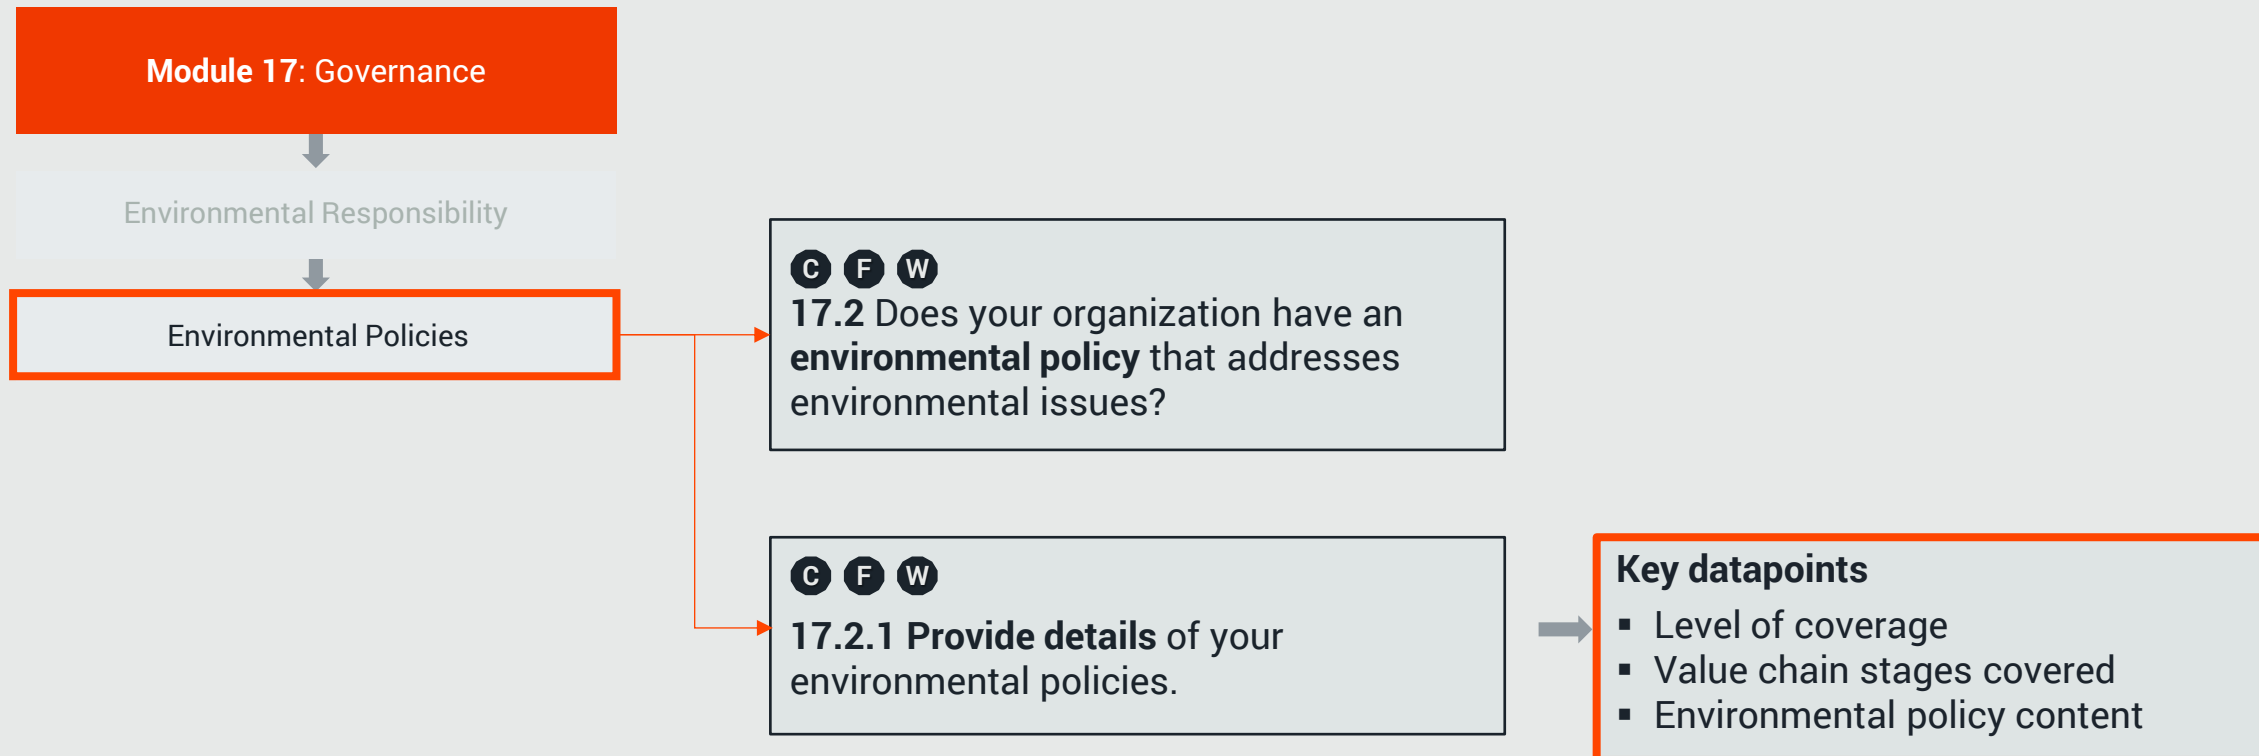 Module 17: Governance
Environmental Responsibility
Environmental Policies
C F W
17.2 Does your organization have an
environmental policy that addresses
environmental issues?
C F W
17.2.1 Provide details of your
environmental policies.
Key datapoints
▪ Level of coverage
▪ Value chain stages covered
▪ Environmental policy content